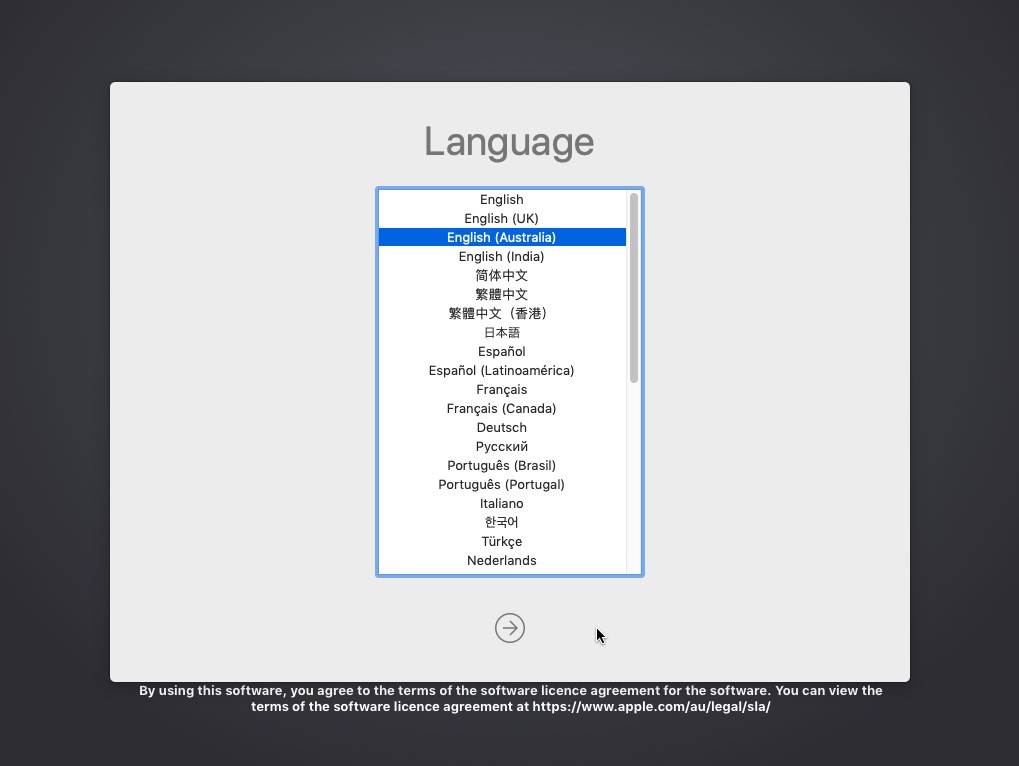 Language
English
English (UK)
English (Australia)
English (India)
简体中文
繁體中文
繁體中文（香港）
日本語
Español
Español (Latinoamérica)
Français
Français (Canada)
Deutsch
Русский
Português (Brasil)
Português (Portugal)
Italiano
한국어
Türkçe
Nederlands
By using this software, you agree to the terms of the software licence agreement for the software. You can view the
terms of the software licence agreement at https://www.apple.com/au/legal/sla/